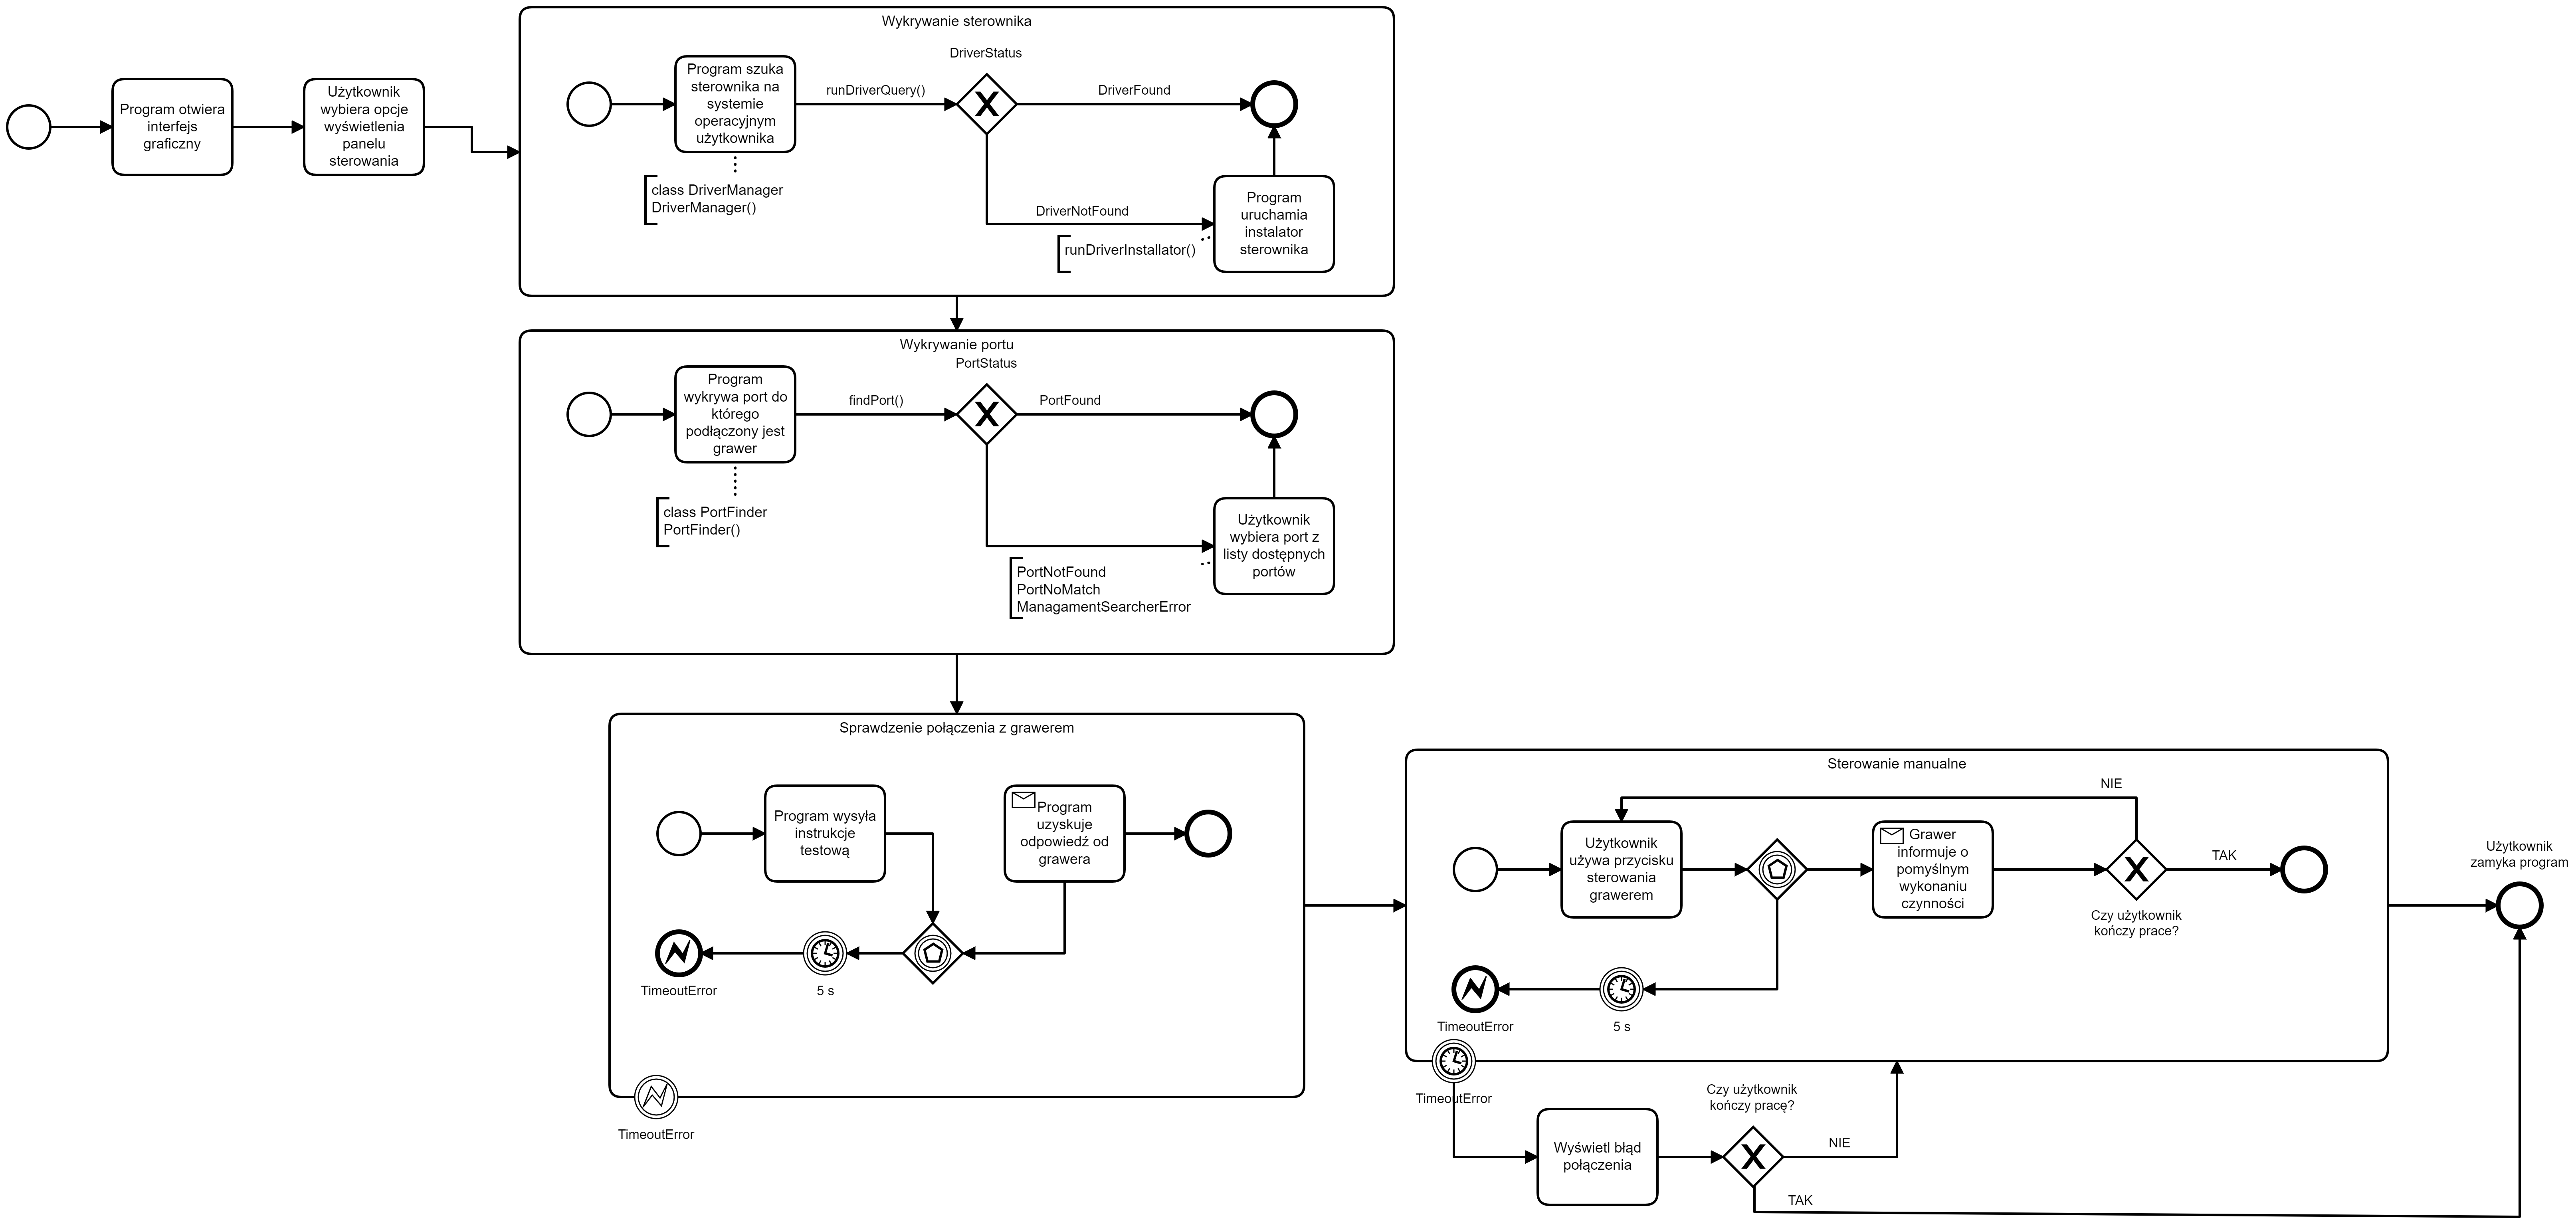 Program otwiera
interfejs
graficzny
Użytkownik
wybiera opcje
wyświetlenia
panelu
sterowania
Wykrywanie sterownika
Program szuka
sterownika na
systemie
operacyjnym
użytkownika
class DriverManager
DriverManager()
runDriverQuery()
DriverStatus
DriverFound
DriverNotFound
runDriverInstallator()
Program
uruchamia
instalator
sterownika
Wykrywanie portu
Program
wykrywa port do
którego
podłączony jest
grawer
class PortFinder
PortFinder()
findPort()
PortStatus
PortFound
PortNotFound
PortNoMatch
ManagamentSearcherError
Użytkownik
wybiera port z
listy dostępnych
portów
Sprawdzenie połączenia z grawerem
Program wysyła
instrukcje
testową
Program
uzyskuje
odpowiedź od
grawera
TimeoutError
5 s
TimeoutError
Sterowanie manualne
NIE
Użytkownik
używa przycisku
sterowania
grawerem
Grawer
informuje o
pomyślnym
wykonaniu
czynności
TAK
Czy użytkownik
kończy prace?
TimeoutError
5 s
TimeoutError
Wyświetl błąd
połączenia
Czy użytkownik
kończy pracę?
NIE
TAK
Użytkownik
zamyka program